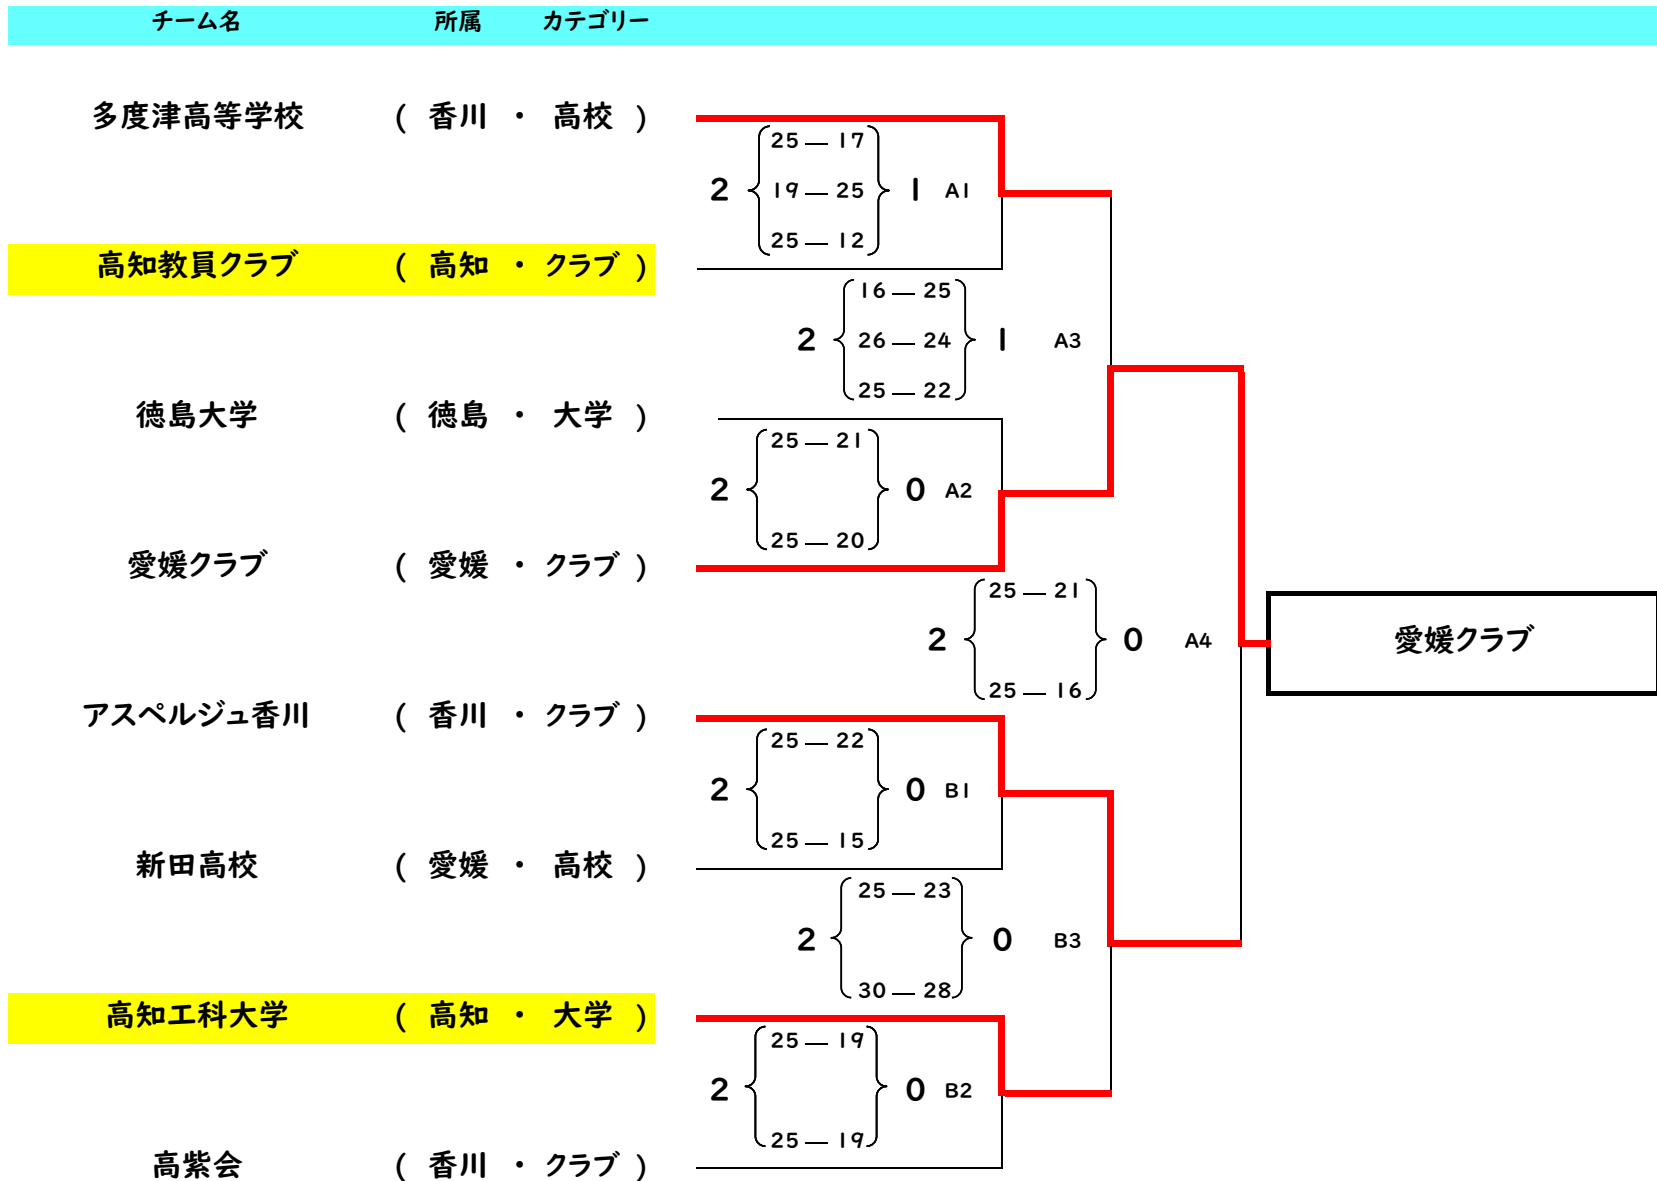 チーム名 所属 カテゴリー
多度津高等学校 ( 香川 ・ 高校 )
25 — 17
2 19 — 25 1 A1
25 — 12
高知教員クラブ ( 高知 ・ クラブ )
16 — 25
2 26 — 24 1 A3
25 — 22
徳島大学 ( 徳島 ・ 大学 )
25 — 21
2 0 A2
25 — 20
愛媛クラブ ( 愛媛 ・ クラブ )
25 — 21
2 0 A4 愛媛クラブ
25 — 16
アスペルジュ香川 ( 香川 ・ クラブ )
25 — 22
2 0 B1
25 — 15
新田高校 ( 愛媛 ・ 高校 )
25 — 23
2 0 B3
30 — 28
高知工科大学 ( 高知 ・ 大学 )
25 — 19
2 0 B2
25 — 19
高紫会 ( 香川 ・ クラブ )